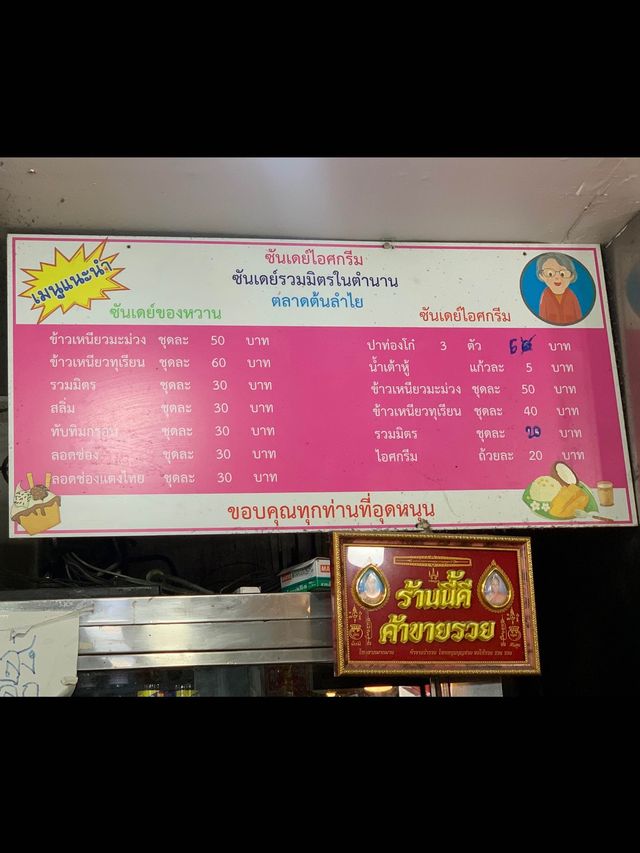 เมนูแนะนำ
ซันเดย์ไอศกรีม
ซันเดย์รวมมิตรในตำนาน
ตลาดต้นลำไย
ซันเดย์ของหวาน
ข้าวเหนียวมะม่วง ชุดละ 50 บาท
ข้าวเหนียวทุเรียน ชุดละ 60 บาท
รวมมิตร ชุดละ 30 บาท
สลิ่ม ชุดละ 30 บาท
ทับทิมกรอบ ชุดละ 30 บาท
ลอดช่อง ชุดละ 30 บาท
ลอดช่องแตงไทย ชุดละ 30 บาท
ซันเดย์ไอศกรีม
ปาท่องโก๋ 3 ตัว บาท
น้ำเต้าหู้ แก้วละ 5 บาท
ข้าวเหนียวมะม่วง ชุดละ 50 บาท
ข้าวเหนียวทุเรียน ชุดละ 40 บาท
รวมมิตร ชุดละ 20 บาท
ไอศกรีม ถ้วยละ 20 บาท
ขอบคุณทุกท่านที่อุดหนุน
ร้านนี้ดี
ค้าขายรวย